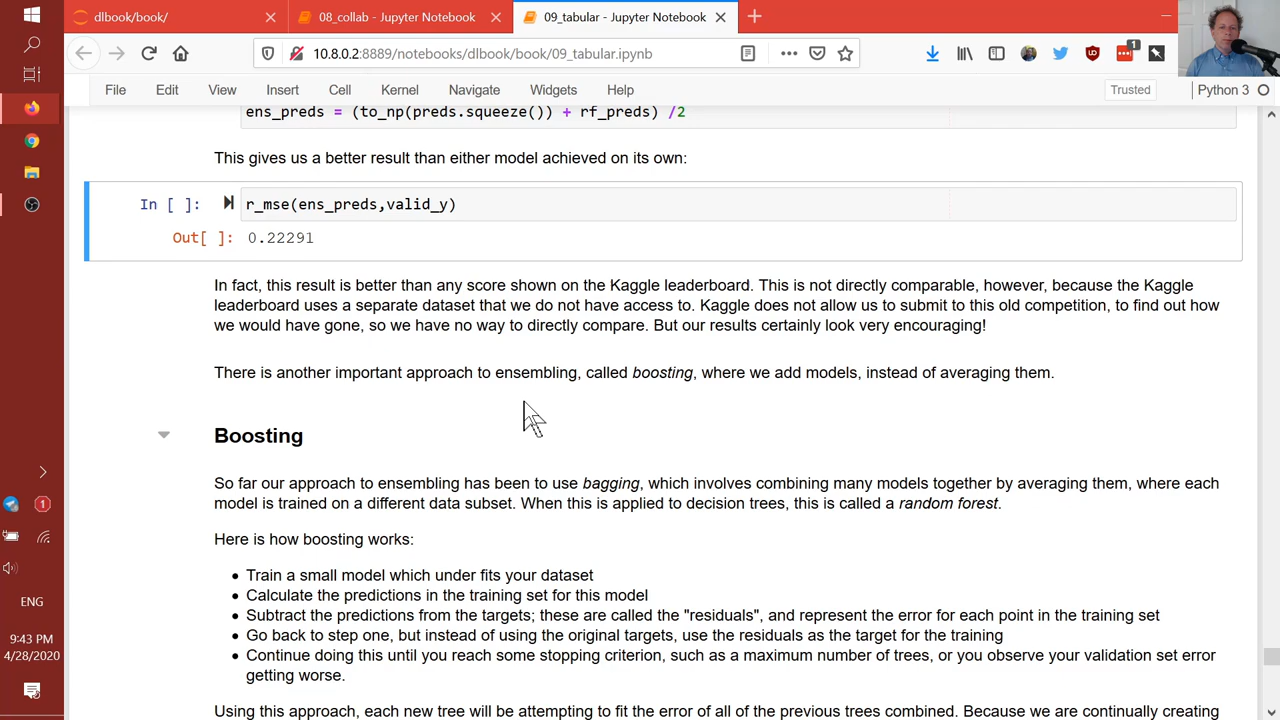 dlbook/book/
08_collab - Jupyter Notebook
09_tabular - Jupyter Notebook
10.8.0.2:8889/notebooks/dlbook/book/09_tabular.ipynb
1
File Edit View Insert Cell Kernel Navigate Widgets Help
Trusted
Python 3
ens_preds = (to_np(preds.squeeze()) + rf_preds) /2
This gives us a better result than either model achieved on its own:
In [ ]: r_mse(ens_preds,valid_y)
Out[ ]: 0.22291
In fact, this result is better than any score shown on the Kaggle leaderboard. This is not directly comparable, however, because the Kaggle
leaderboard uses a separate dataset that we do not have access to. Kaggle does not allow us to submit to this old competition, to find out how
we would have gone, so we have no way to directly compare. But our results certainly look very encouraging!
There is another important approach to ensembling, called boosting, where we add models, instead of averaging them.
Boosting
So far our approach to ensembling has been to use bagging, which involves combining many models together by averaging them, where each
model is trained on a different data subset. When this is applied to decision trees, this is called a random forest.
Here is how boosting works:
• Train a small model which under fits your dataset
• Calculate the predictions in the training set for this model
• Subtract the predictions from the targets; these are called the "residuals", and represent the error for each point in the training set
• Go back to step one, but instead of using the original targets, use the residuals as the target for the training
• Continue doing this until you reach some stopping criterion, such as a maximum number of trees, or you observe your validation set error
getting worse.
Using this approach, each new tree will be attempting to fit the error of all of the previous trees combined. Because we are continually creating
1
ENG
9:43 PM
4/28/2020